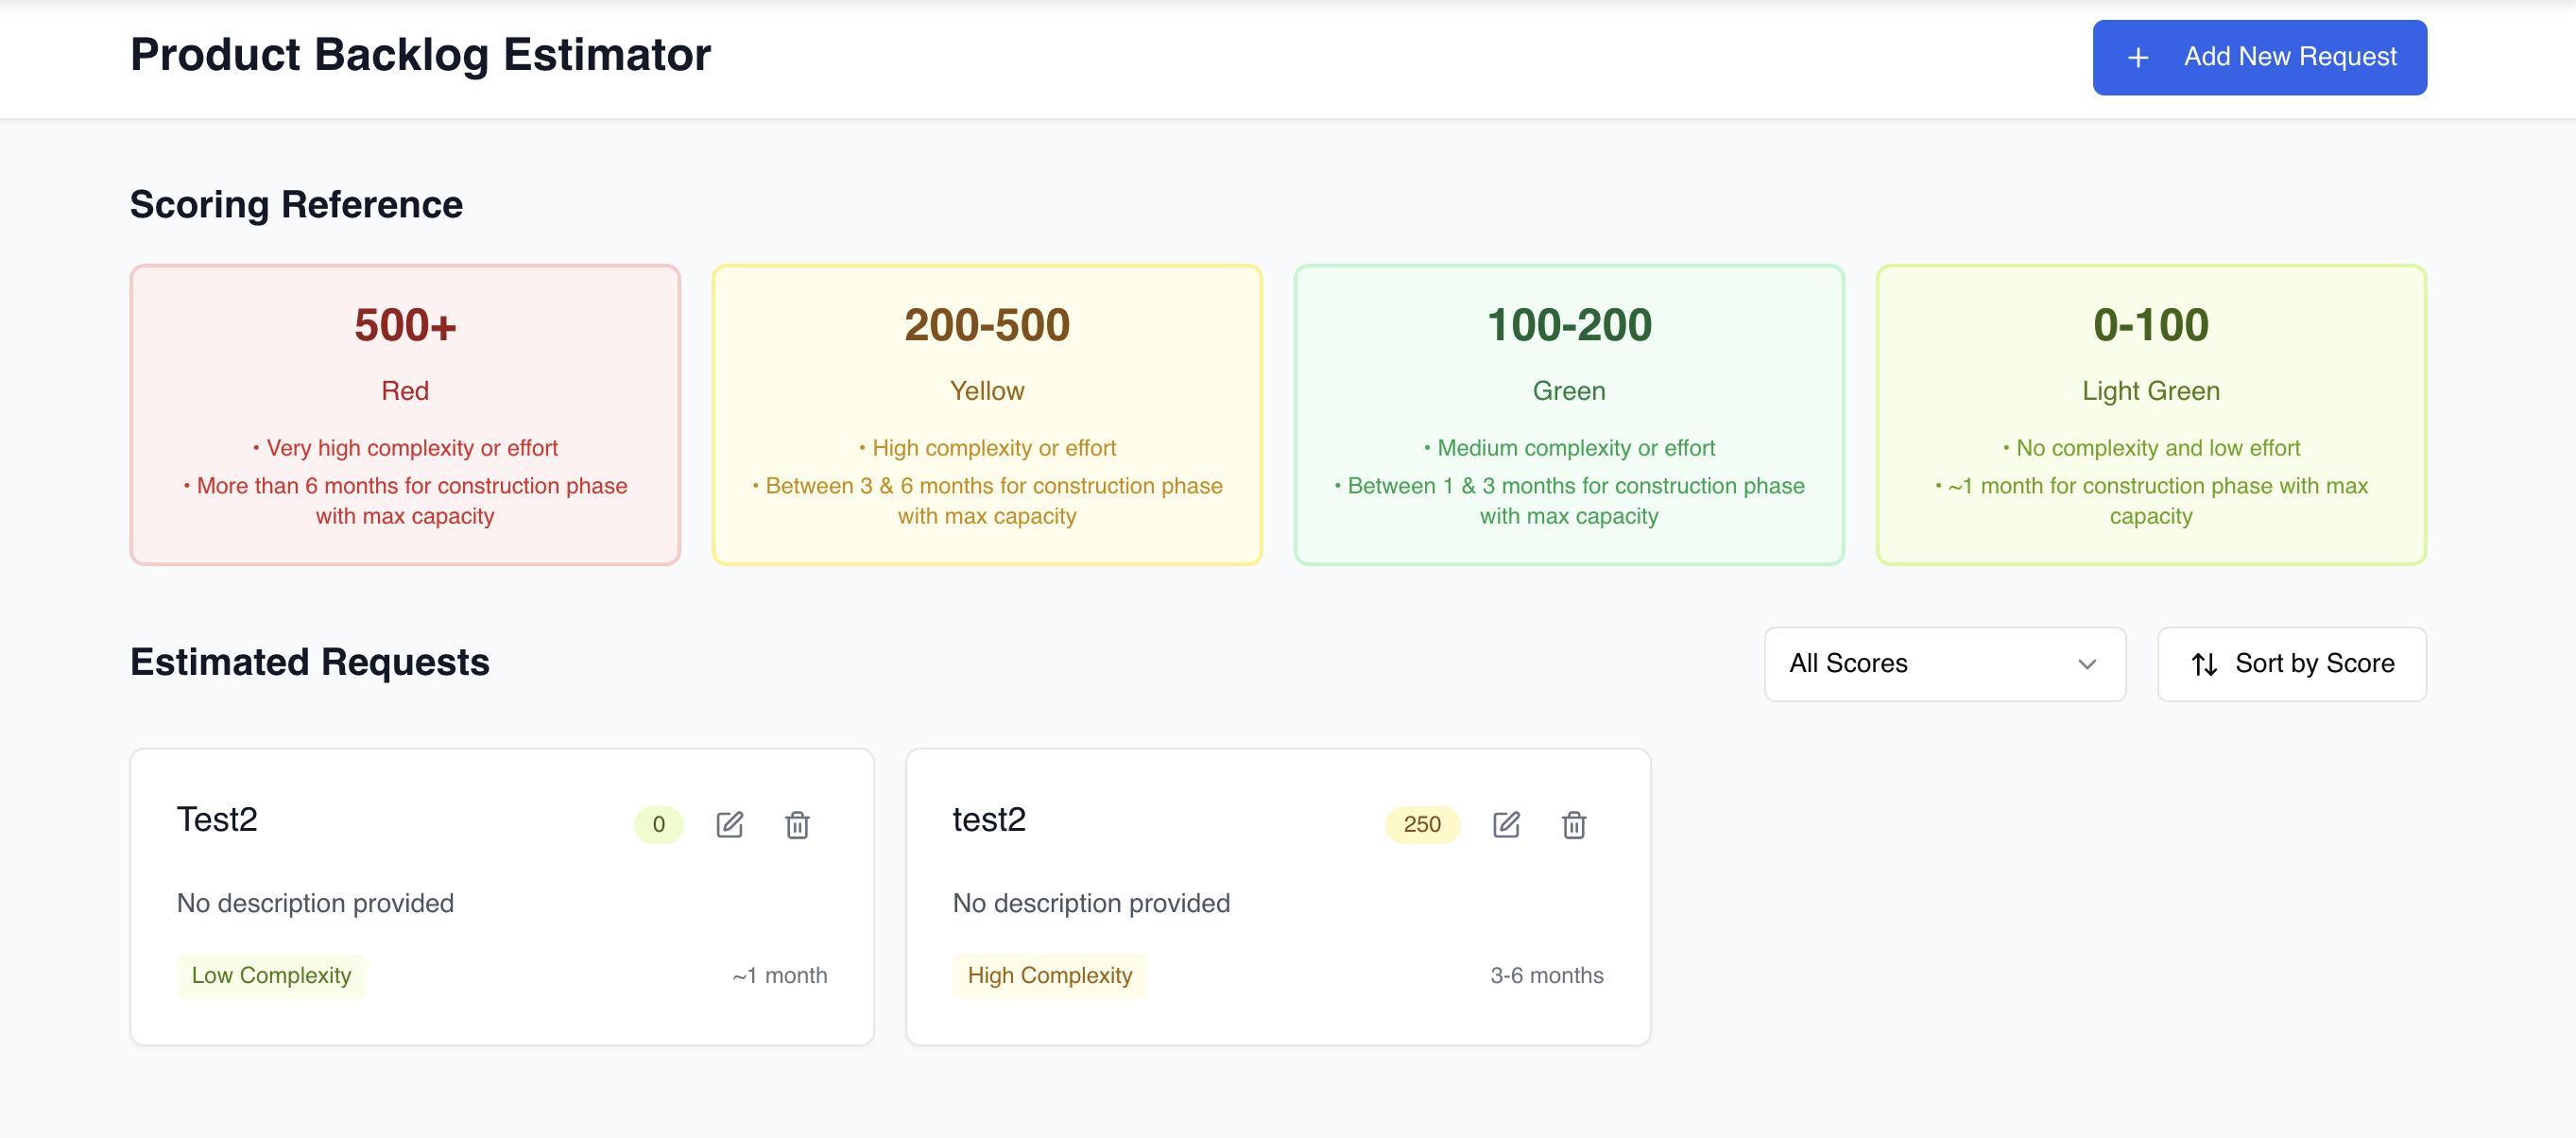 Product Backlog Estimator
+ Add New Request
Scoring Reference
500+
Red
• Very high complexity or effort
• More than 6 months for construction phase
with max capacity
200-500
Yellow
• High complexity or effort
• Between 3 & 6 months for construction phase
with max capacity
100-200
Green
• Medium complexity or effort
• Between 1 & 3 months for construction phase
with max capacity
0-100
Light Green
• No complexity and low effort
• ~1 month for construction phase with max
capacity
Estimated Requests
All Scores
Sort by Score
Test2
0
No description provided
Low Complexity
~1 month
test2
250
No description provided
High Complexity
3-6 months